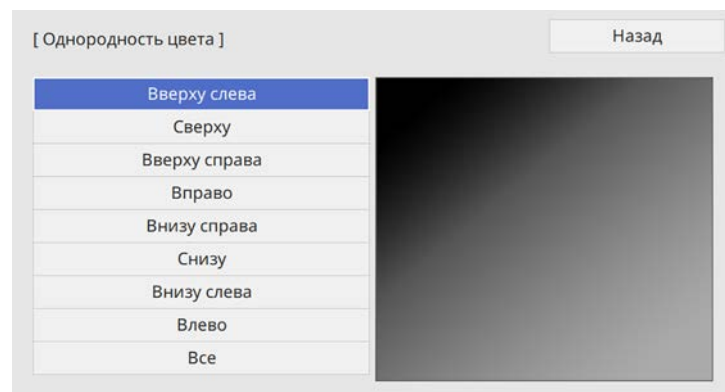 [ Однородность цвета ]
Назад
Вверху слева
Сверху
Вверху справа
Вправо
Внизу справа
Снизу
Внизу слева
Влево
Все